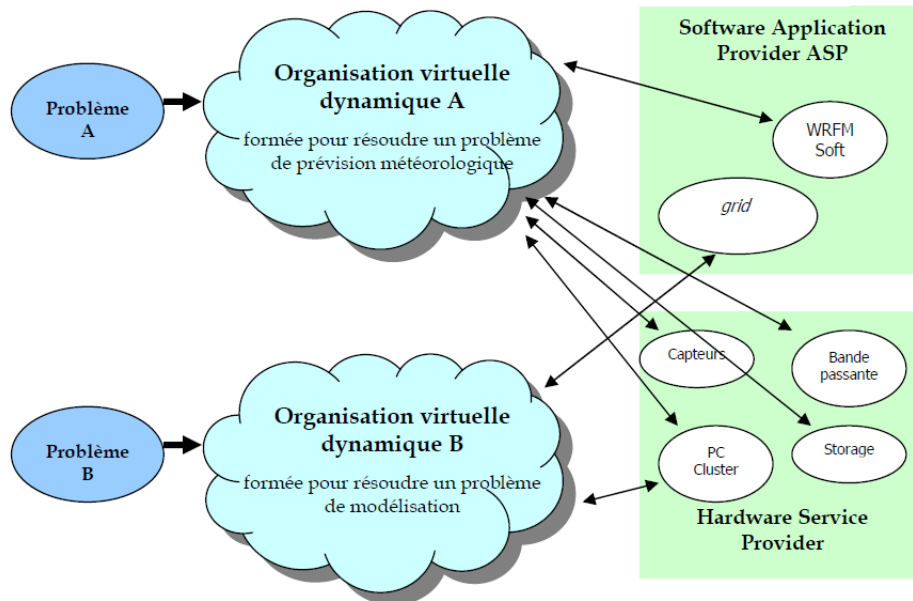 Problème
A
Organisation virtuelle
dynamique A
formée pour résoudre un problème
de prévision météorologique
Software Application
Provider ASP
WRFM
Soft
grid
Problème
B
Organisation virtuelle
dynamique B
formée pour résoudre un problème
de modélisation
Capteurs
Bande
passante
PC
Cluster
Storage
Hardware Service
Provider